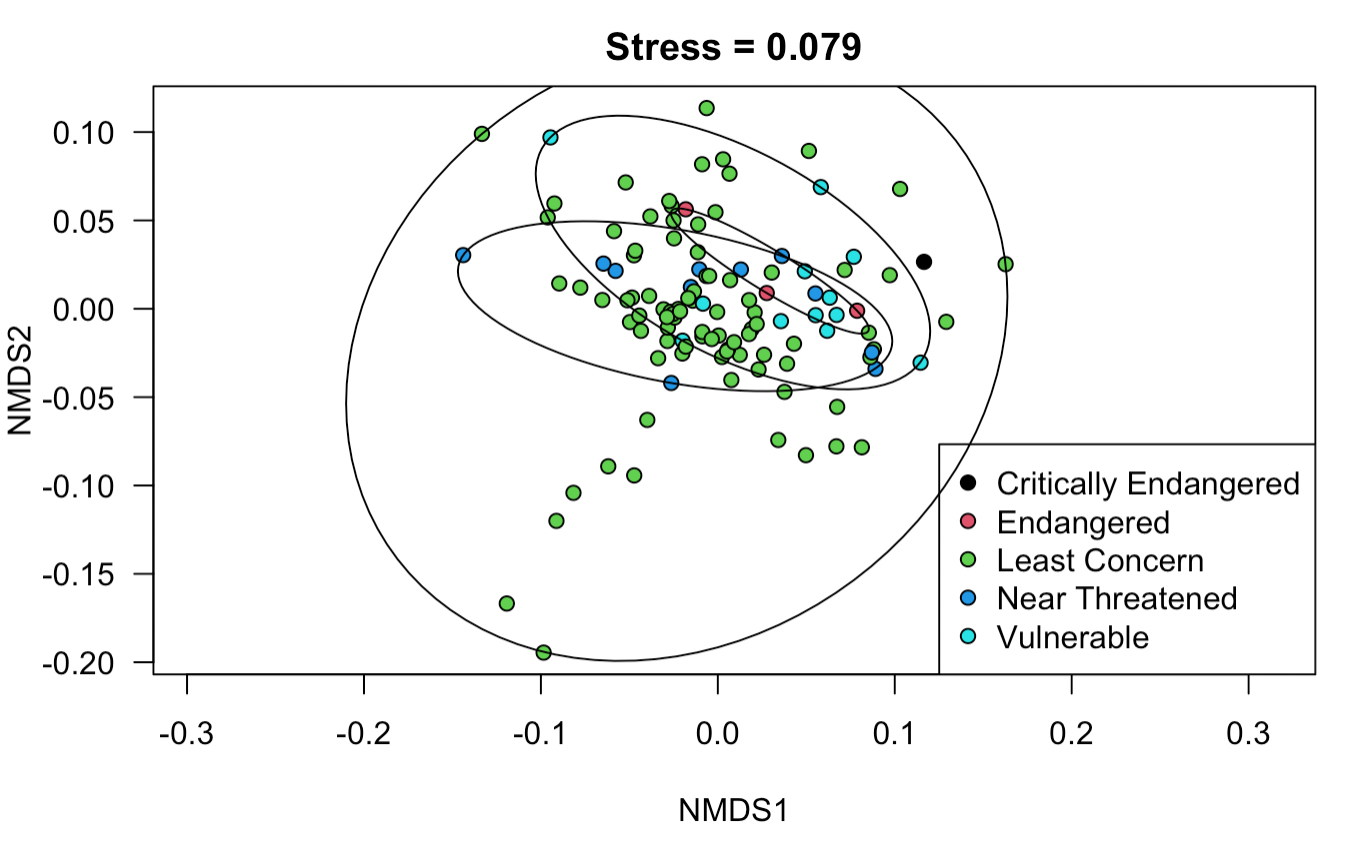 Stress = 0.079
0.10
0.05
0.00
-0.05
-0.10
-0.15
-0.20
NMDS2
Critically Endangered
Endangered
Least Concern
Near Threatened
Vulnerable
-0.3 -0.2 -0.1 0.0 0.1 0.2 0.3
NMDS1